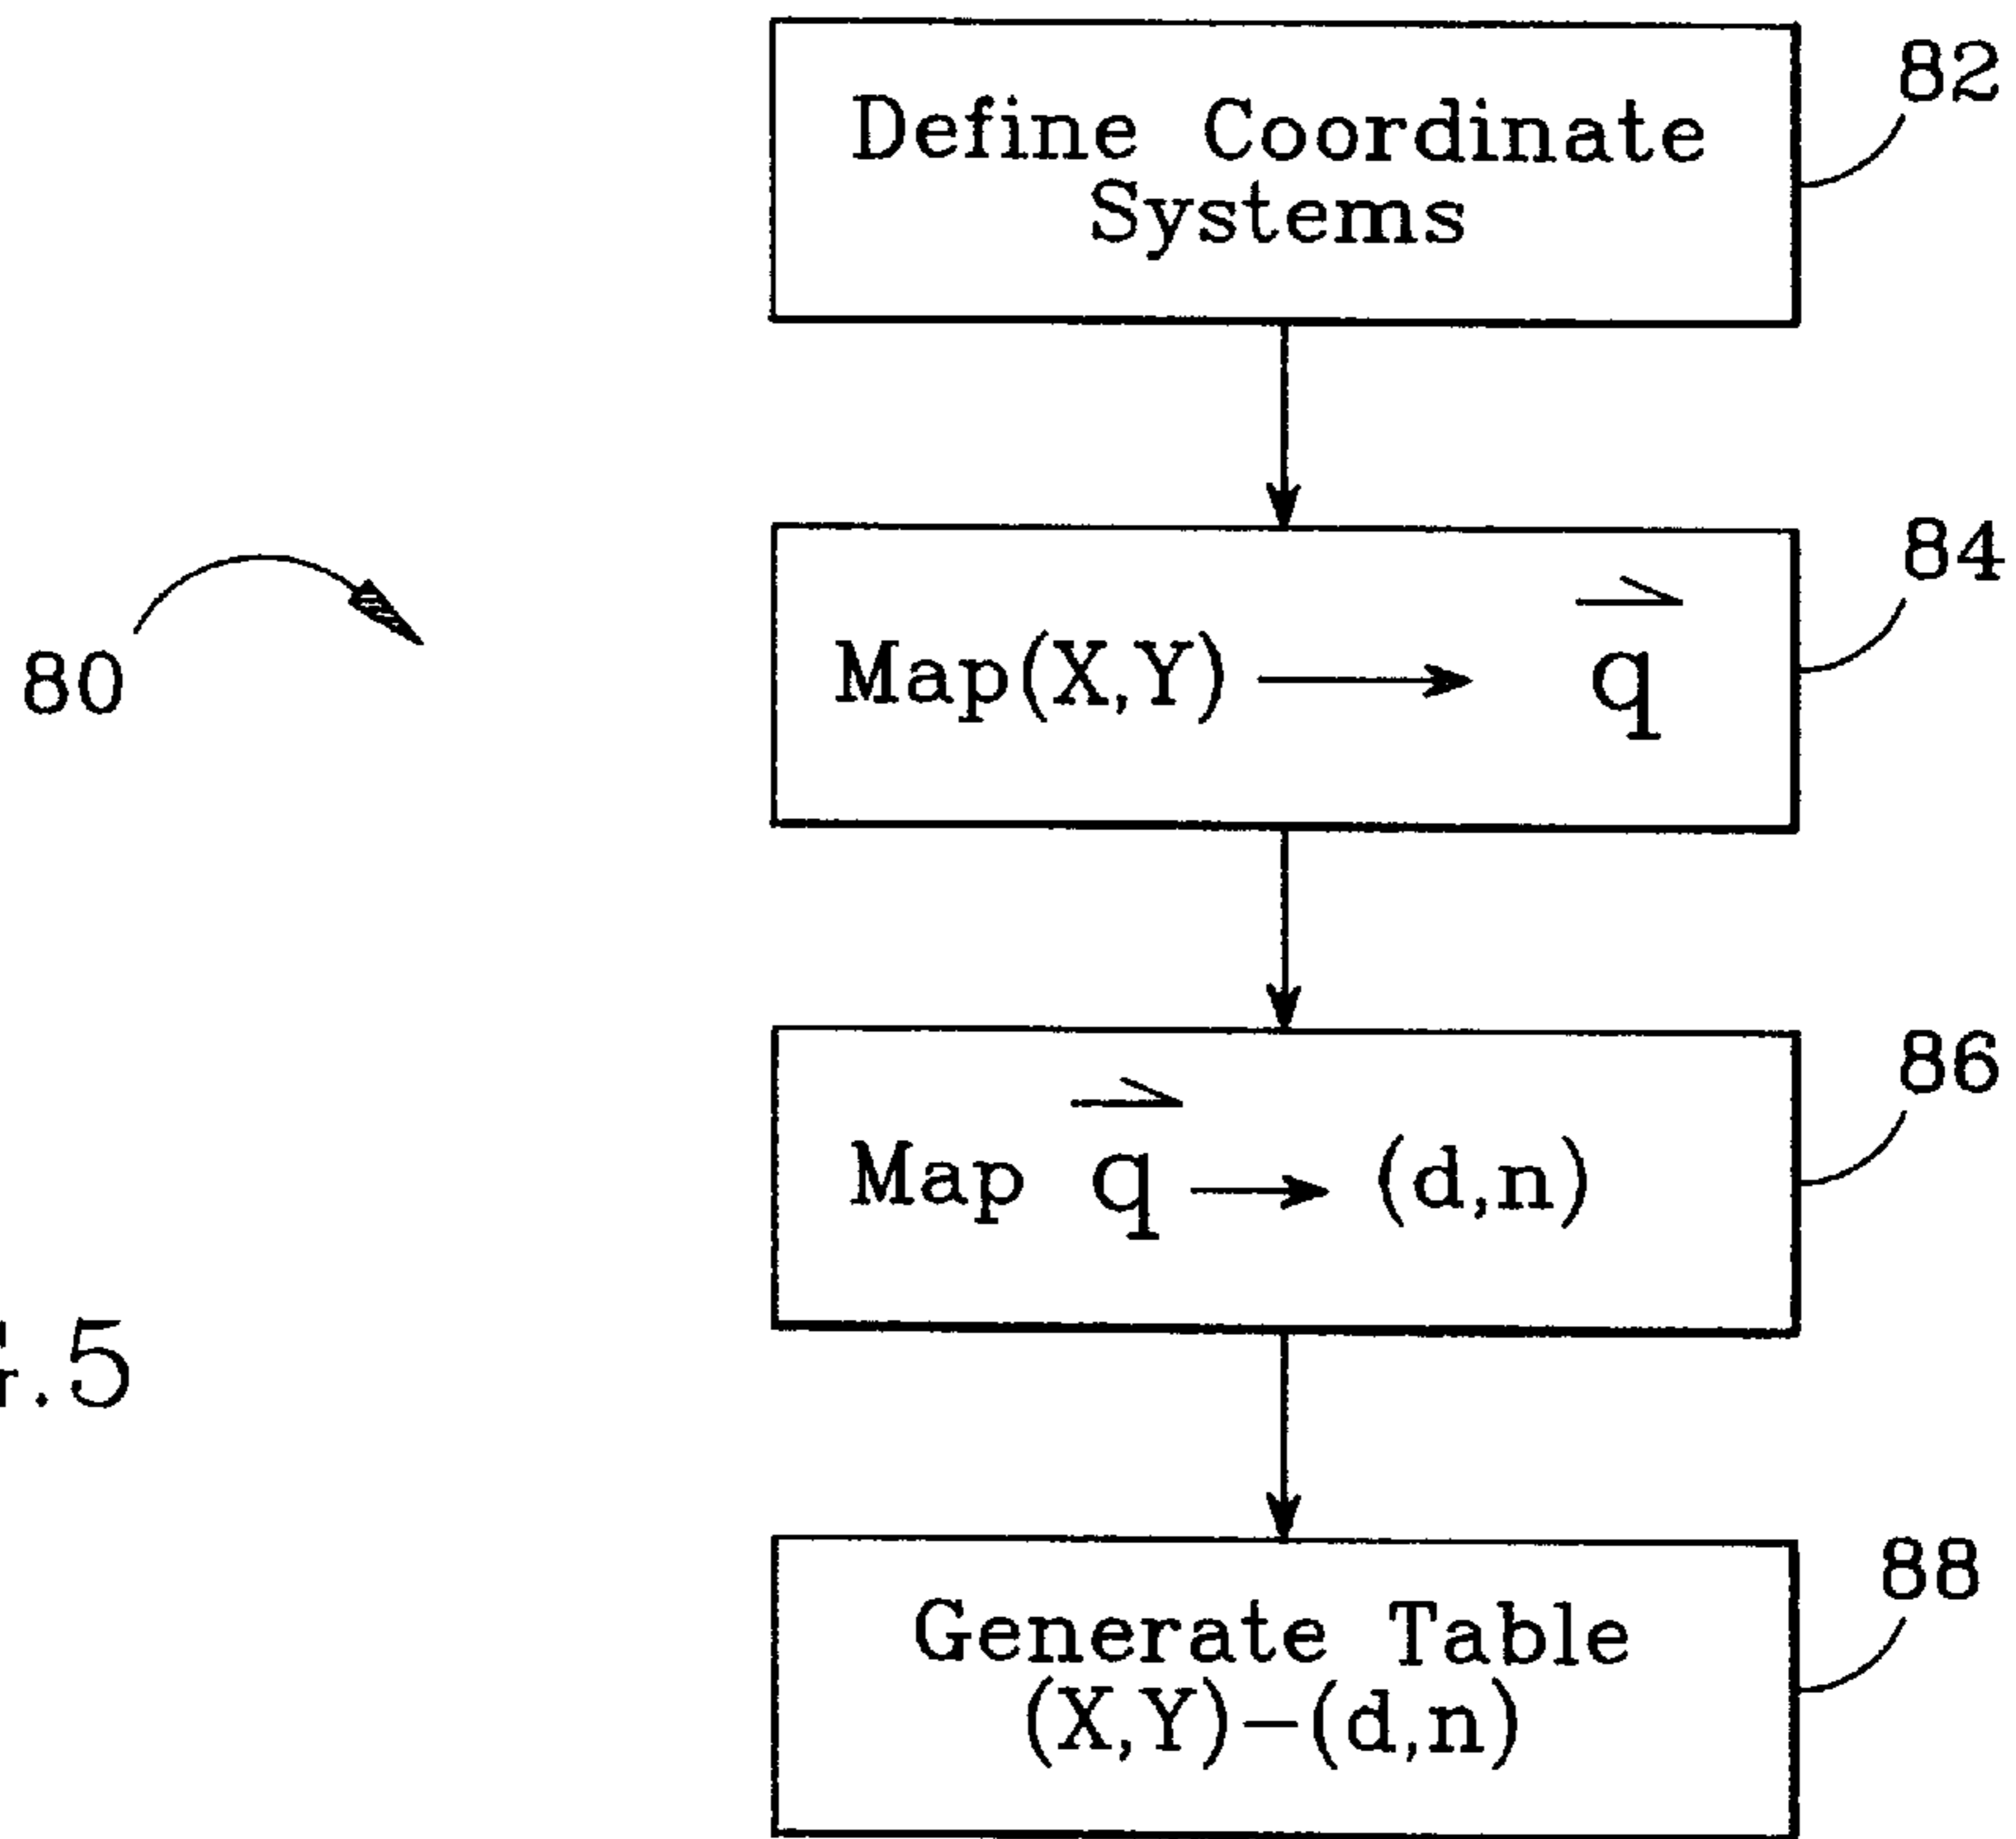 Define Coordinate
Systems
82
Map(X,Y) → q⃗
84
80
Map q⃗ → (d,n)
86
.5
Generate Table
(X,Y)–(d,n)
88